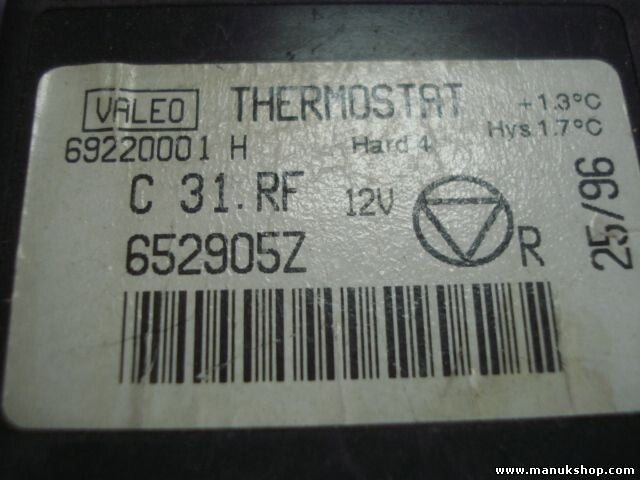 VALEO THERMOSTAT +1.3°C
69220001 H Hard 4 Hys 1.7°C
C 31.RF 12V
652905Z R
25/96
www.manukshop.com